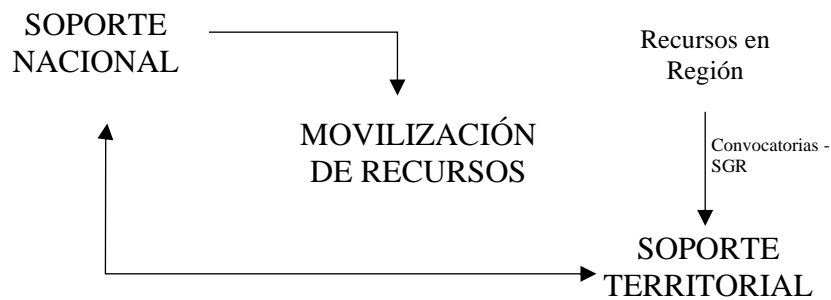 SOPORTE
NACIONAL
Recursos en
Región
MOVILIZACIÓN
DE RECURSOS
Convocatorias -
SGR
SOPORTE
TERRITORIAL